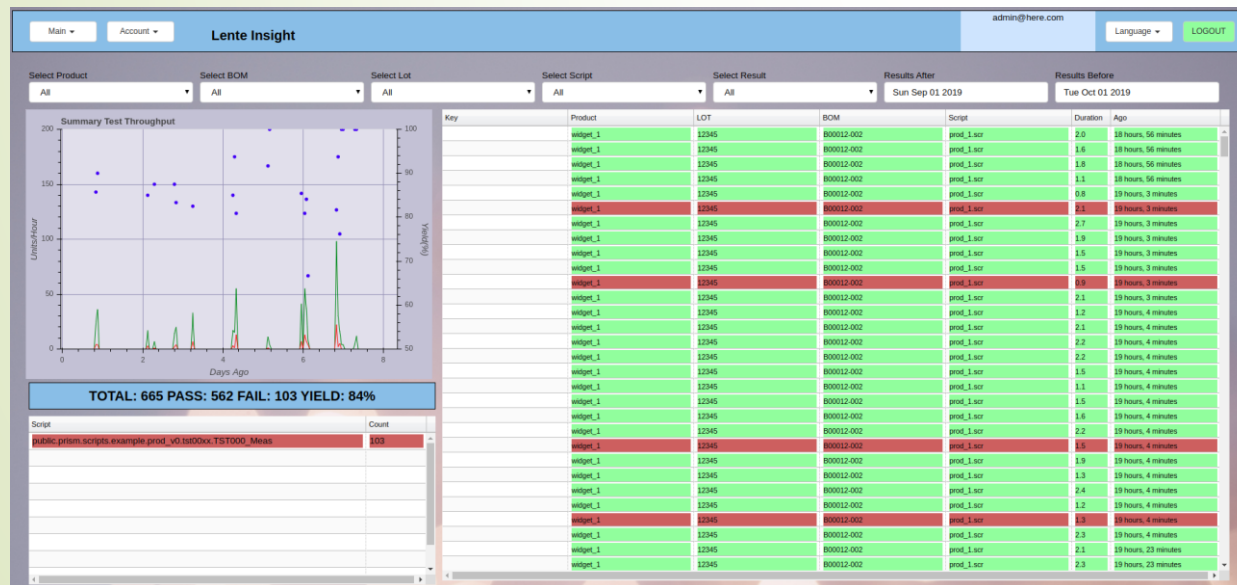 Main Account Lente Insight admin@here.com Language LOGOUT
Select Product Select BOM Select Lot Select Script Select Result Results After Results Before
All All All All All Sun Sep 01 2019 Tue Oct 01 2019
Summary Test Throughput
200 100
90
150
80
100
70
50
60
0 50
0 2 4 6 8
Units/Hour
Yield(%)
Days Ago
TOTAL: 665 PASS: 562 FAIL: 103 YIELD: 84%
Script Count
public.prism.scripts.example.prod_v0.tst00xx.TST000_Meas 103
Key Product LOT BOM Script Duration Ago
widget_1 12345 B00012-002 prod_1.scr 2.0 18 hours, 56 minutes
widget_1 12345 B00012-002 prod_1.scr 1.6 18 hours, 56 minutes
widget_1 12345 B00012-002 prod_1.scr 1.8 18 hours, 56 minutes
widget_1 12345 B00012-002 prod_1.scr 1.1 18 hours, 56 minutes
widget_1 12345 B00012-002 prod_1.scr 0.8 19 hours, 3 minutes
widget_1 12345 B00012-002 prod_1.scr 2.1 19 hours, 3 minutes
widget_1 12345 B00012-002 prod_1.scr 2.7 19 hours, 3 minutes
widget_1 12345 B00012-002 prod_1.scr 1.9 19 hours, 3 minutes
widget_1 12345 B00012-002 prod_1.scr 1.5 19 hours, 3 minutes
widget_1 12345 B00012-002 prod_1.scr 1.5 19 hours, 3 minutes
widget_1 12345 B00012-002 prod_1.scr 0.9 19 hours, 3 minutes
widget_1 12345 B00012-002 prod_1.scr 2.1 19 hours, 3 minutes
widget_1 12345 B00012-002 prod_1.scr 1.2 19 hours, 4 minutes
widget_1 12345 B00012-002 prod_1.scr 2.1 19 hours, 4 minutes
widget_1 12345 B00012-002 prod_1.scr 2.2 19 hours, 4 minutes
widget_1 12345 B00012-002 prod_1.scr 2.2 19 hours, 4 minutes
widget_1 12345 B00012-002 prod_1.scr 1.5 19 hours, 4 minutes
widget_1 12345 B00012-002 prod_1.scr 1.1 19 hours, 4 minutes
widget_1 12345 B00012-002 prod_1.scr 1.5 19 hours, 4 minutes
widget_1 12345 B00012-002 prod_1.scr 1.6 19 hours, 4 minutes
widget_1 12345 B00012-002 prod_1.scr 2.2 19 hours, 4 minutes
widget_1 12345 B00012-002 prod_1.scr 1.5 19 hours, 4 minutes
widget_1 12345 B00012-002 prod_1.scr 1.9 19 hours, 4 minutes
widget_1 12345 B00012-002 prod_1.scr 1.3 19 hours, 4 minutes
widget_1 12345 B00012-002 prod_1.scr 2.4 19 hours, 4 minutes
widget_1 12345 B00012-002 prod_1.scr 1.2 19 hours, 4 minutes
widget_1 12345 B00012-002 prod_1.scr 1.3 19 hours, 4 minutes
widget_1 12345 B00012-002 prod_1.scr 2.3 19 hours, 4 minutes
widget_1 12345 B00012-002 prod_1.scr 2.1 19 hours, 23 minutes
widget_1 12345 B00012-002 prod_1.scr 2.3 19 hours, 23 minutes